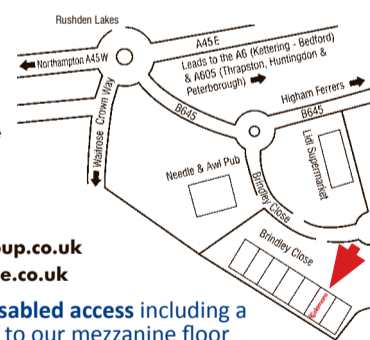 Rushden Lakes
A45E
Northampton A45W
Leads to the A6 (Kettering - Bedford)
& A605 (Thrapston, Huntingdon &
Peterborough)
Higham Ferrers
B645
B645
Waitrose Crown Way
Lidl Supermarket
Needle & Awl Pub
Brindley Close
Brindley Close
oup.co.uk
e.co.uk
sabled access including a
to our mezzanine floor